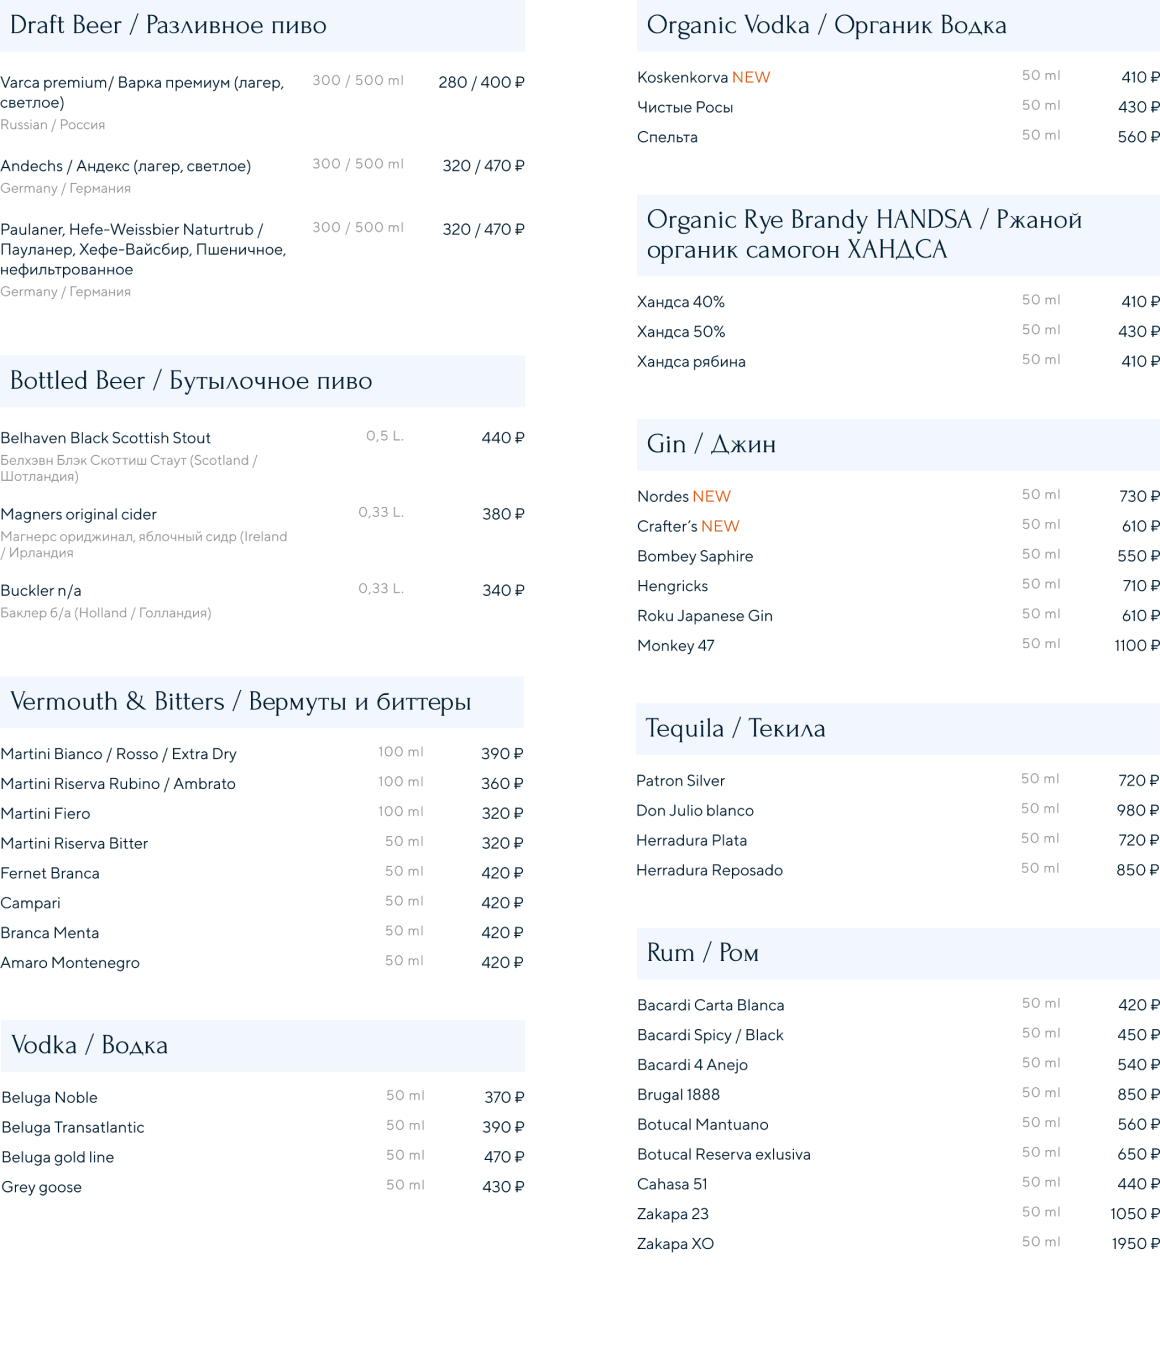 Draft Beer / Разливное пиво
Varca premium/ Варка премиум (лагер, 300 / 500 ml 280 / 400 ₽
светлое)
Russian / Россия
Andechs / Андекс (лагер, светлое) 300 / 500 ml 320 / 470 ₽
Germany / Германия
Paulaner, Hefe-Weissbier Naturtrub / 300 / 500 ml 320 / 470 ₽
Пауланер, Хефе-Вайсбир, Пшеничное,
нефильтрованное
Germany / Германия
Bottled Beer / Бутылочное пиво
Belhaven Black Scottish Stout 0,5 L. 440 ₽
Белхэвн Блэк Скоттиш Стаут (Scotland /
Шотландия)
Magners original cider 0,33 L. 380 ₽
Магнерс ориджинал, яблочный сидр (Ireland
/ Ирландия
Buckler n/a 0,33 L. 340 ₽
Баклер б/а (Holland / Голландия)
Vermouth & Bitters / Вермуты и биттеры
Martini Bianco / Rosso / Extra Dry 100 ml 390 ₽
Martini Riserva Rubino / Ambrato 100 ml 360 ₽
Martini Fiero 100 ml 320 ₽
Martini Riserva Bitter 50 ml 320 ₽
Fernet Branca 50 ml 420 ₽
Campari 50 ml 420 ₽
Branca Menta 50 ml 420 ₽
Amaro Montenegro 50 ml 420 ₽
Vodka / Водка
Beluga Noble 50 ml 370 ₽
Beluga Transatlantic 50 ml 390 ₽
Beluga gold line 50 ml 470 ₽
Grey goose 50 ml 430 ₽
Organic Vodka / Органик Водка
Koskenkorva NEW 50 ml 410 ₽
Чистые Росы 50 ml 430 ₽
Спельта 50 ml 560 ₽
Organic Rye Brandy HANDSA / Ржаной
органик самогон ХАНДСА
Хандса 40% 50 ml 410 ₽
Хандса 50% 50 ml 430 ₽
Хандса рябина 50 ml 410 ₽
Gin / Джин
Nordes NEW 50 ml 730 ₽
Crafter’s NEW 50 ml 610 ₽
Bombey Saphire 50 ml 550 ₽
Hengricks 50 ml 710 ₽
Roku Japanese Gin 50 ml 610 ₽
Monkey 47 50 ml 1100 ₽
Tequila / Текила
Patron Silver 50 ml 720 ₽
Don Julio blanco 50 ml 980 ₽
Herradura Plata 50 ml 720 ₽
Herradura Reposado 50 ml 850 ₽
Rum / Ром
Bacardi Carta Blanca 50 ml 420 ₽
Bacardi Spicy / Black 50 ml 450 ₽
Bacardi 4 Anejo 50 ml 540 ₽
Brugal 1888 50 ml 850 ₽
Botucal Mantuano 50 ml 560 ₽
Botucal Reserva exlusiva 50 ml 650 ₽
Cahasa 51 50 ml 440 ₽
Zakapa 23 50 ml 1050 ₽
Zakapa XO 50 ml 1950 ₽